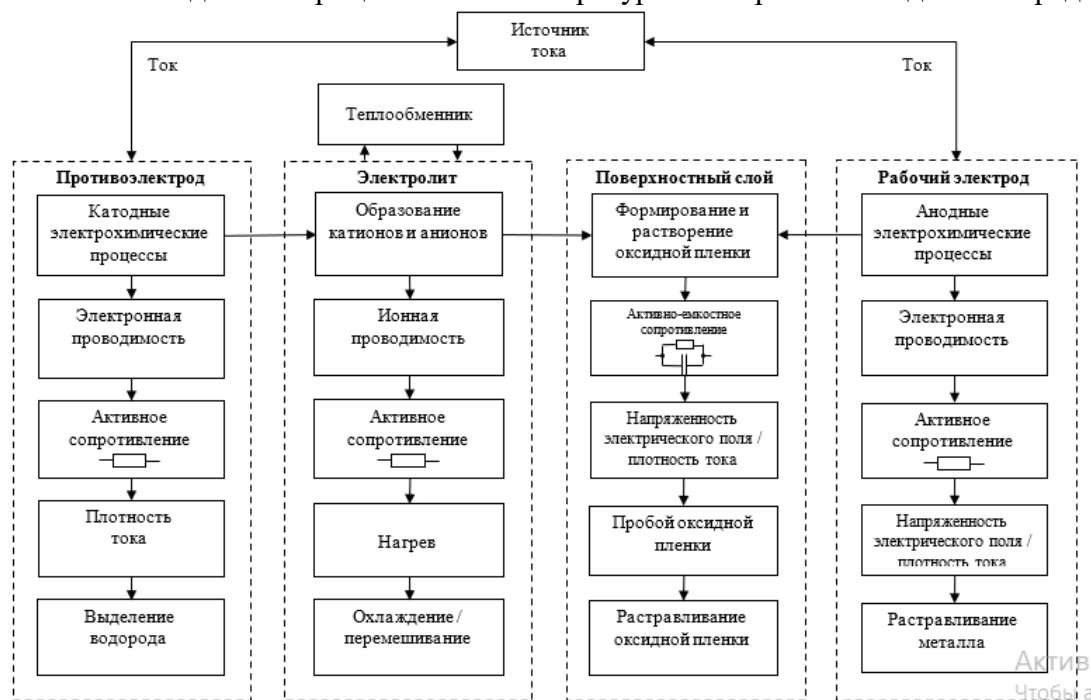 Источник
тока
Ток
Ток
Теплообменник
Противоэлектрод
Катодные
электрохимические
процессы
Электронная
проводимость
Активное
сопротивление
Плотность
тока
Выделение
водорода
Электролит
Образование
катионов и анионов
Ионная
проводимость
Активное
сопротивление
Нагрев
Охлаждение /
перемешивание
Поверхностный слой
Формирование и
растворение
оксидной пленки
Активно-емкостное
сопротивление
Напряженность
электрического поля /
плотность тока
Пробой оксидной
пленки
Растравливание
оксидной пленки
Рабочий электрод
Анодные
электрохимические
процессы
Электронная
проводимость
Активное
сопротивление
Напряженность
электрического поля /
плотность тока
Растравливание
металла
Актив
Чтобы а